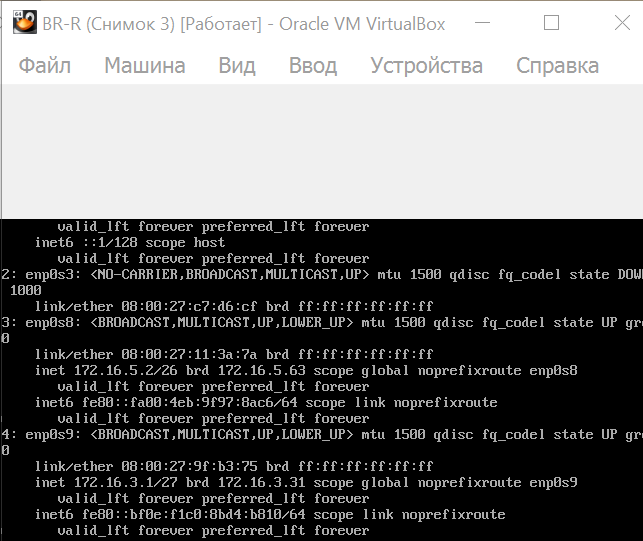 BR-R (Снимок 3) [Работает] - Oracle VM VirtualBox
Файл Машина Вид Ввод Устройства Справка
valid_lft forever preferred_lft forever
inet6 ::1/128 scope host
valid_lft forever preferred_lft forever
2: enp0s3: <NO-CARRIER,BROADCAST,MULTICAST,UP> mtu 1500 qdisc fq_codel state DOW
1000
link/ether 08:00:27:c7:d6:cf brd ff:ff:ff:ff:ff:ff
3: enp0s8: <BROADCAST,MULTICAST,UP,LOWER_UP> mtu 1500 qdisc fq_codel state UP gr
0
link/ether 08:00:27:11:3a:7a brd ff:ff:ff:ff:ff:ff
inet 172.16.5.2/26 brd 172.16.5.63 scope global noprefixroute enp0s8
valid_lft forever preferred_lft forever
inet6 fe80::fa00:4eb:9f97:8ac6/64 scope link noprefixroute
valid_lft forever preferred_lft forever
4: enp0s9: <BROADCAST,MULTICAST,UP,LOWER_UP> mtu 1500 qdisc fq_codel state UP gr
0
link/ether 08:00:27:9f:b3:75 brd ff:ff:ff:ff:ff:ff
inet 172.16.3.1/27 brd 172.16.3.31 scope global noprefixroute enp0s9
valid_lft forever preferred_lft forever
inet6 fe80::bf0e:f1c0:8bd4:b810/64 scope link noprefixroute
valid_lft forever preferred_lft forever